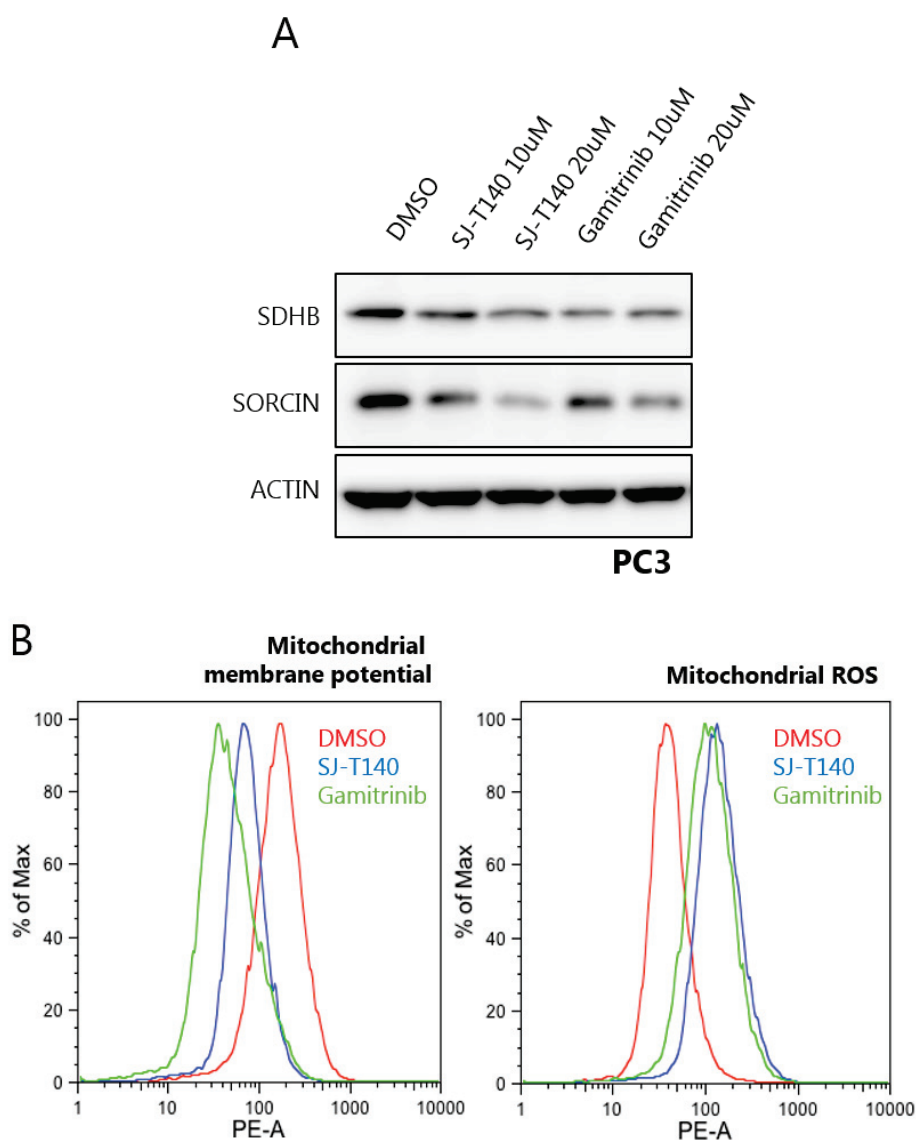 A
DMSO
SJ-T140 10uM
SJ-T140 20uM
Gamitrinib 10uM
Gamitrinib 20uM
SDHB
SORCIN
ACTIN
PC3
B
Mitochondrial
membrane potential
% of Max
100
80
60
40
20
0
DMSO
SJ-T140
Gamitrinib
1
10
100
1000
10000
PE-A
Mitochondrial ROS
% of Max
100
80
60
40
20
0
DMSO
SJ-T140
Gamitrinib
1
10
100
1000
10000
PE-A